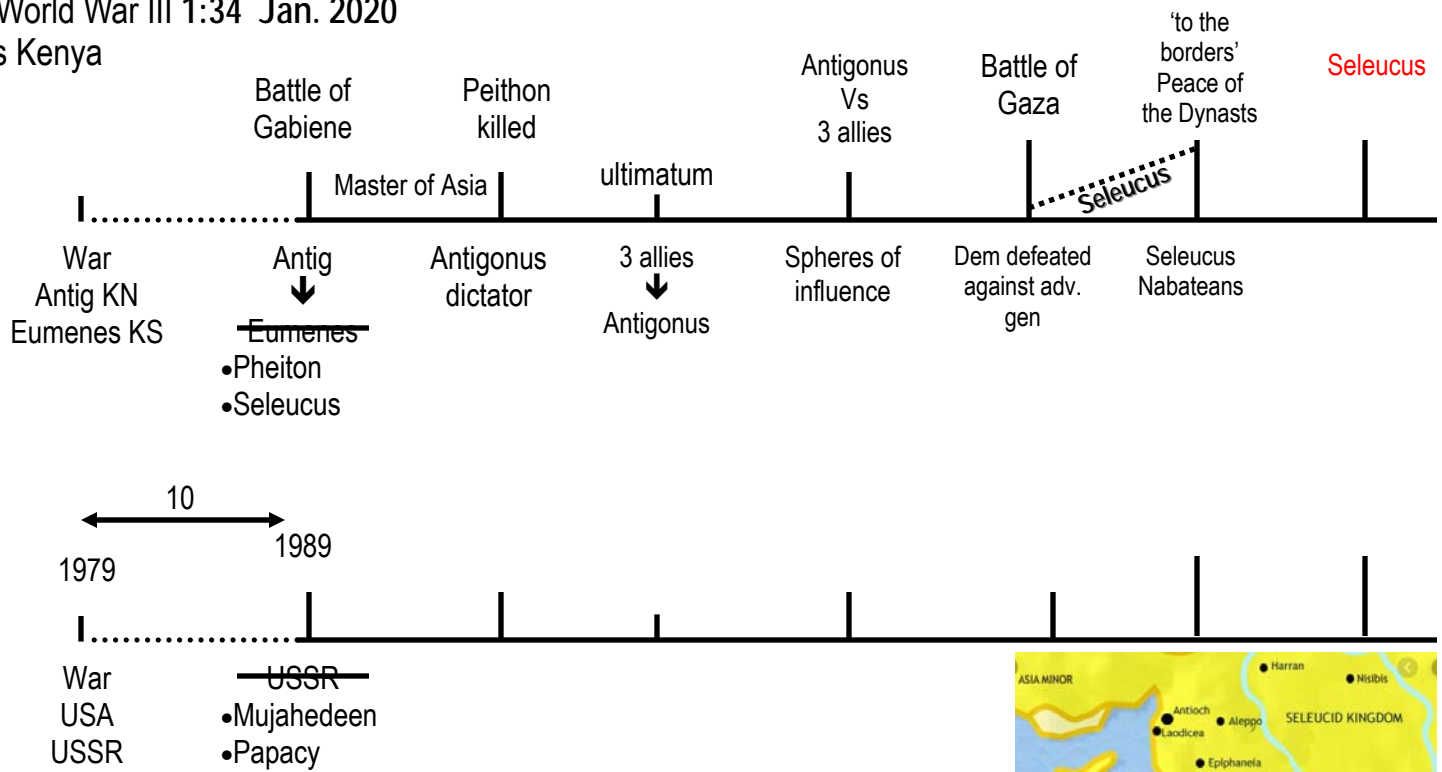 World War III 1:34 Jan. 2020
s Kenya
Battle of
Gabiene
Peithon
killed
Antigonus
Vs
3 allies
Battle of
Gaza
‘to the
borders’
Peace of
the Dynasts
Seleucus
Master of Asia
ultimatum
Seleucus
War
Antig KN
Eumenes KS
Antig
Eumenes
•Pheiton
•Seleucus
Antigonus
dictator
3 allies
Antigonus
Spheres of
influence
Dem defeated
against adv.
gen
Seleucus
Nabateans
10
1979
1989
War
USA
USSR
USSR
•Mujahedeen
•Papacy
ASIA MINOR
Harran
Nisibis
Antioch
Aleppo
SELEUCID KINGDOM
Laodicea
Epiphaneia